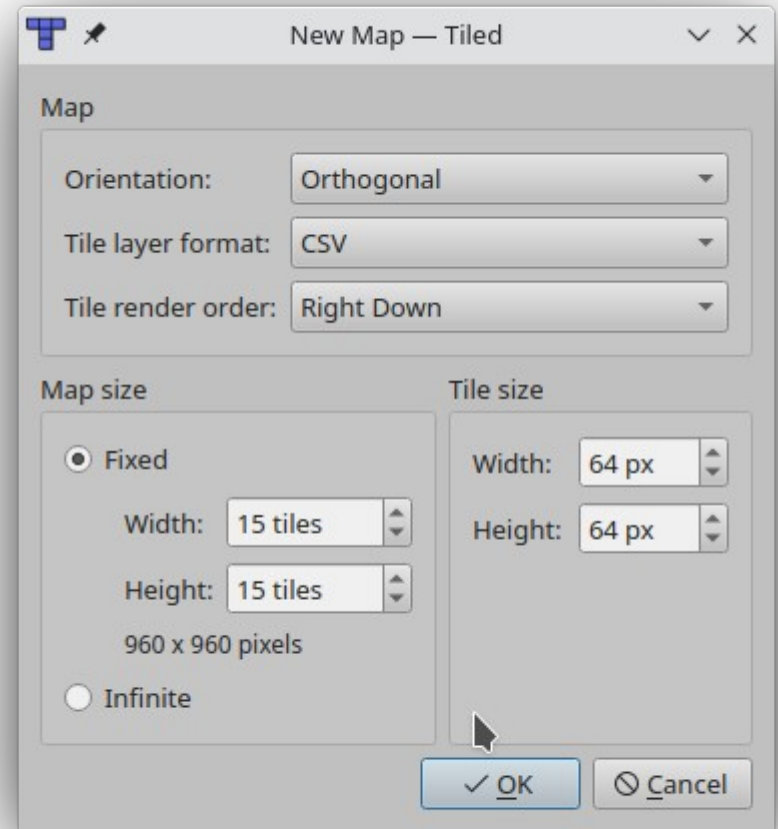 New Map — Tiled
Map
Orientation: Orthogonal
Tile layer format: CSV
Tile render order: Right Down
Map size
Fixed
Width: 15 tiles
Height: 15 tiles
960 x 960 pixels
Infinite
Tile size
Width: 64 px
Height: 64 px
OK
Cancel